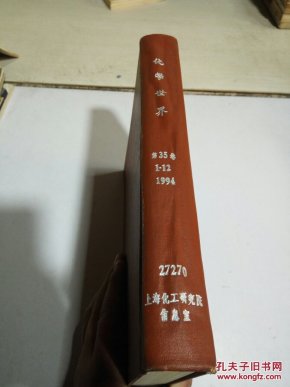 化学世界
第35卷
1-12
1994
27270
上海化工研究院
信息室
孔夫子旧书网
www.kongfz.com